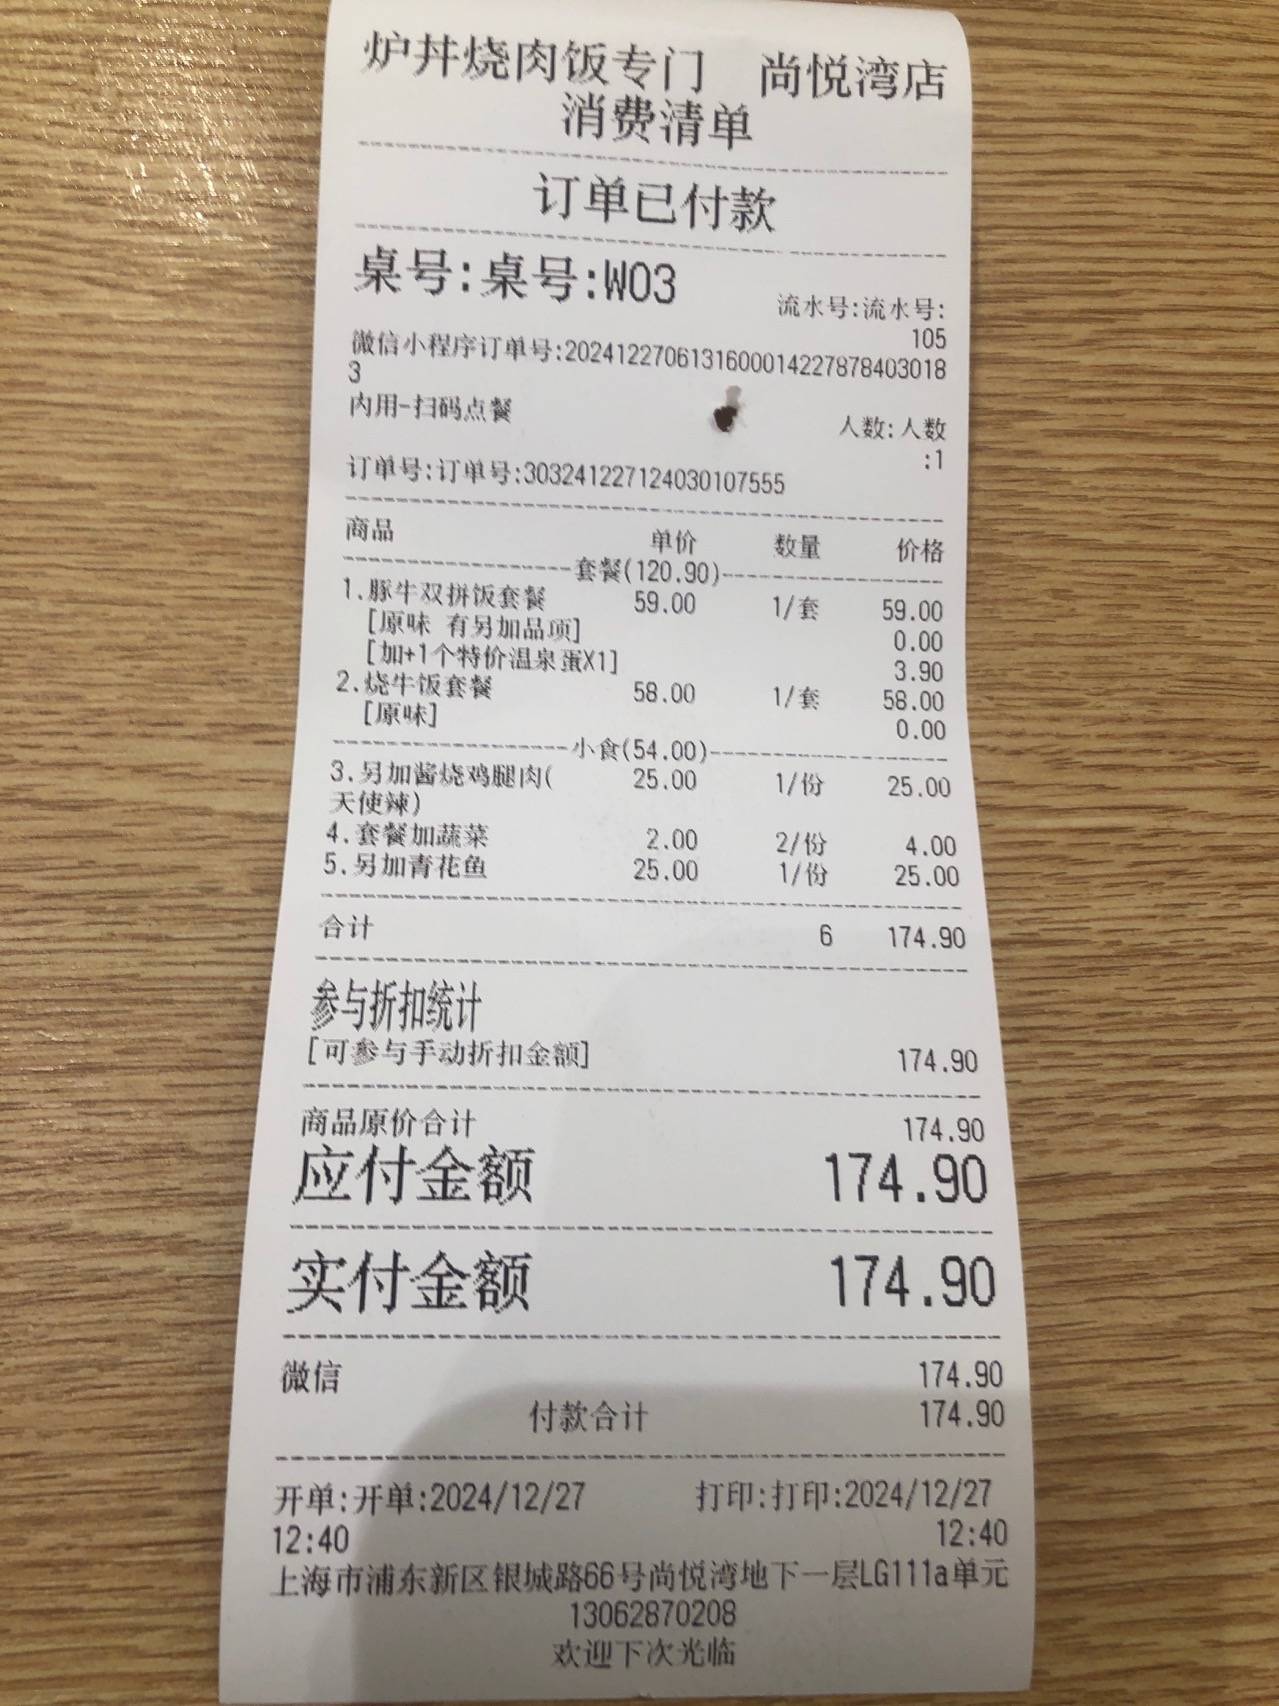 炉丼烧肉饭专门 尚悦湾店
消费清单
订单已付款
桌号:桌号:W03
流水号:流水号:
105
微信小程序订单号:2024122706131600014227878403018
3
内用-扫码点餐
人数:人数
:1
订单号:订单号:303241227124030107555
商品 单价 数量 价格
套餐(120.90)
1.豚牛双拼饭套餐 59.00 1/套 59.00
[原味 有另加品项] 0.00
[加+1个特价温泉蛋X1] 3.90
2.烧牛饭套餐 58.00 1/套 58.00
[原味] 0.00
小食(54.00)
3.另加酱烧鸡腿肉( 25.00 1/份 25.00
天使辣)
4.套餐加蔬菜 2.00 2/份 4.00
5.另加青花鱼 25.00 1/份 25.00
合计 6 174.90
参与折扣统计
[可参与手动折扣金额] 174.90
商品原价合计 174.90
应付金额 174.90
实付金额 174.90
微信 174.90
付款合计 174.90
开单:开单:2024/12/27 打印:打印:2024/12/27
12:40 12:40
上海市浦东新区银城路66号尚悦湾地下一层LG111a单元
13062870208
欢迎下次光临